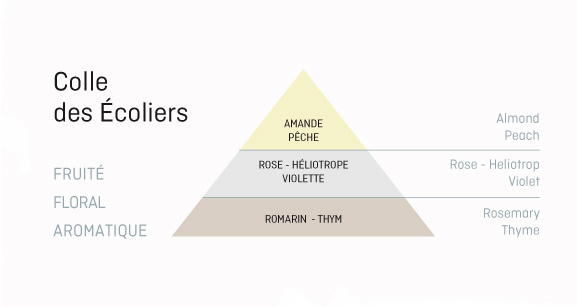 Colle
des Écoliers
FRUITÉ
FLORAL
AROMATIQUE
AMANDE
PÊCHE
ROSE - HÉLIOTROPE
VIOLETTE
ROMARIN - THYM
Almond
Peach
Rose - Heliotrop
Violet
Rosemary
Thyme